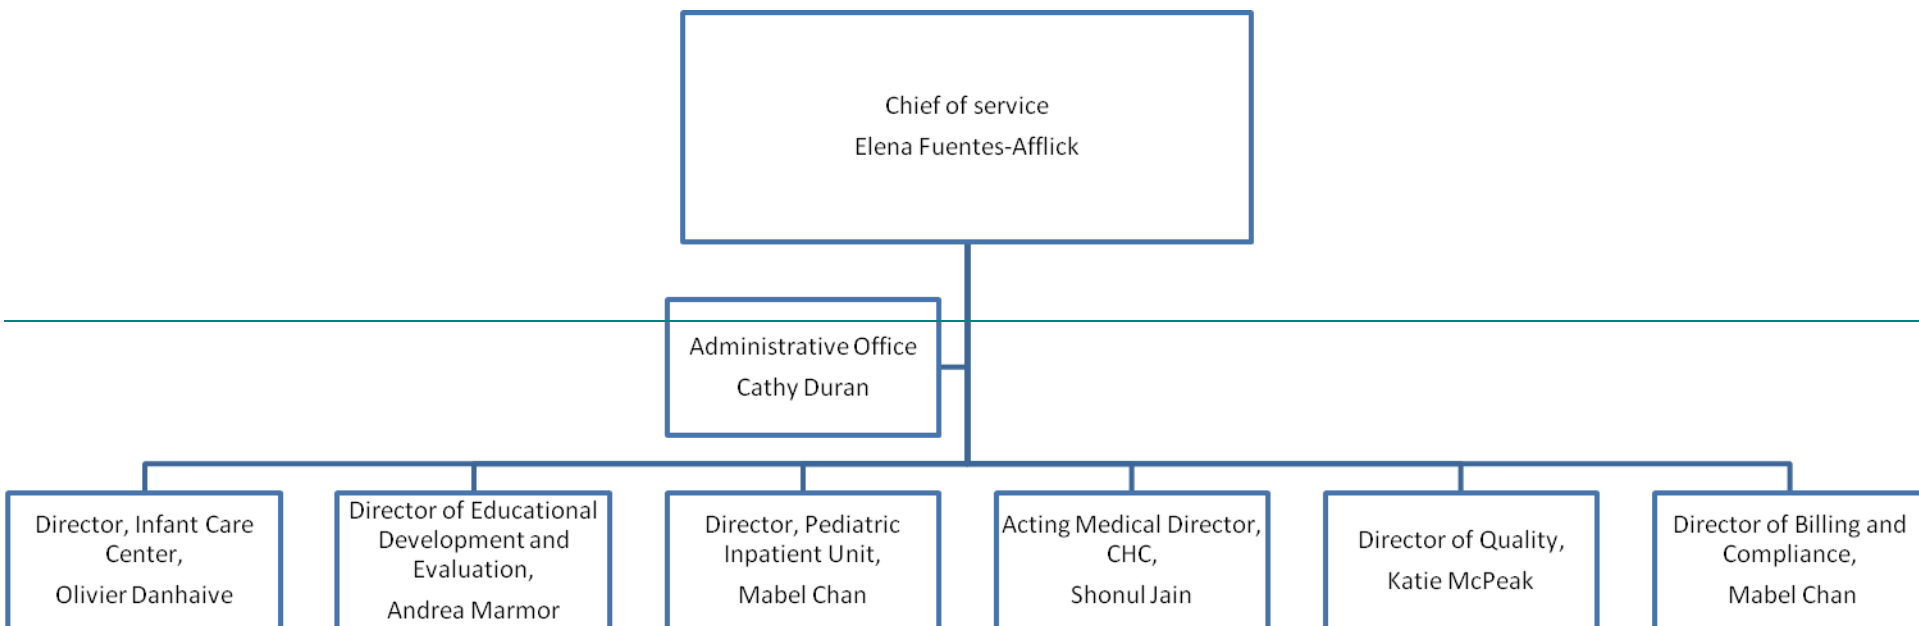 Chief of service
Elena Fuentes-Afflick
Administrative Office
Cathy Duran
Director, Infant Care
Center,
Olivier Danhaive
Director of Educational
Development and
Evaluation,
Andrea Marmor
Director, Pediatric
Inpatient Unit,
Mabel Chan
Acting Medical Director,
CHC,
Shonul Jain
Director of Quality,
Katie McPeak
Director of Billing and
Compliance,
Mabel Chan